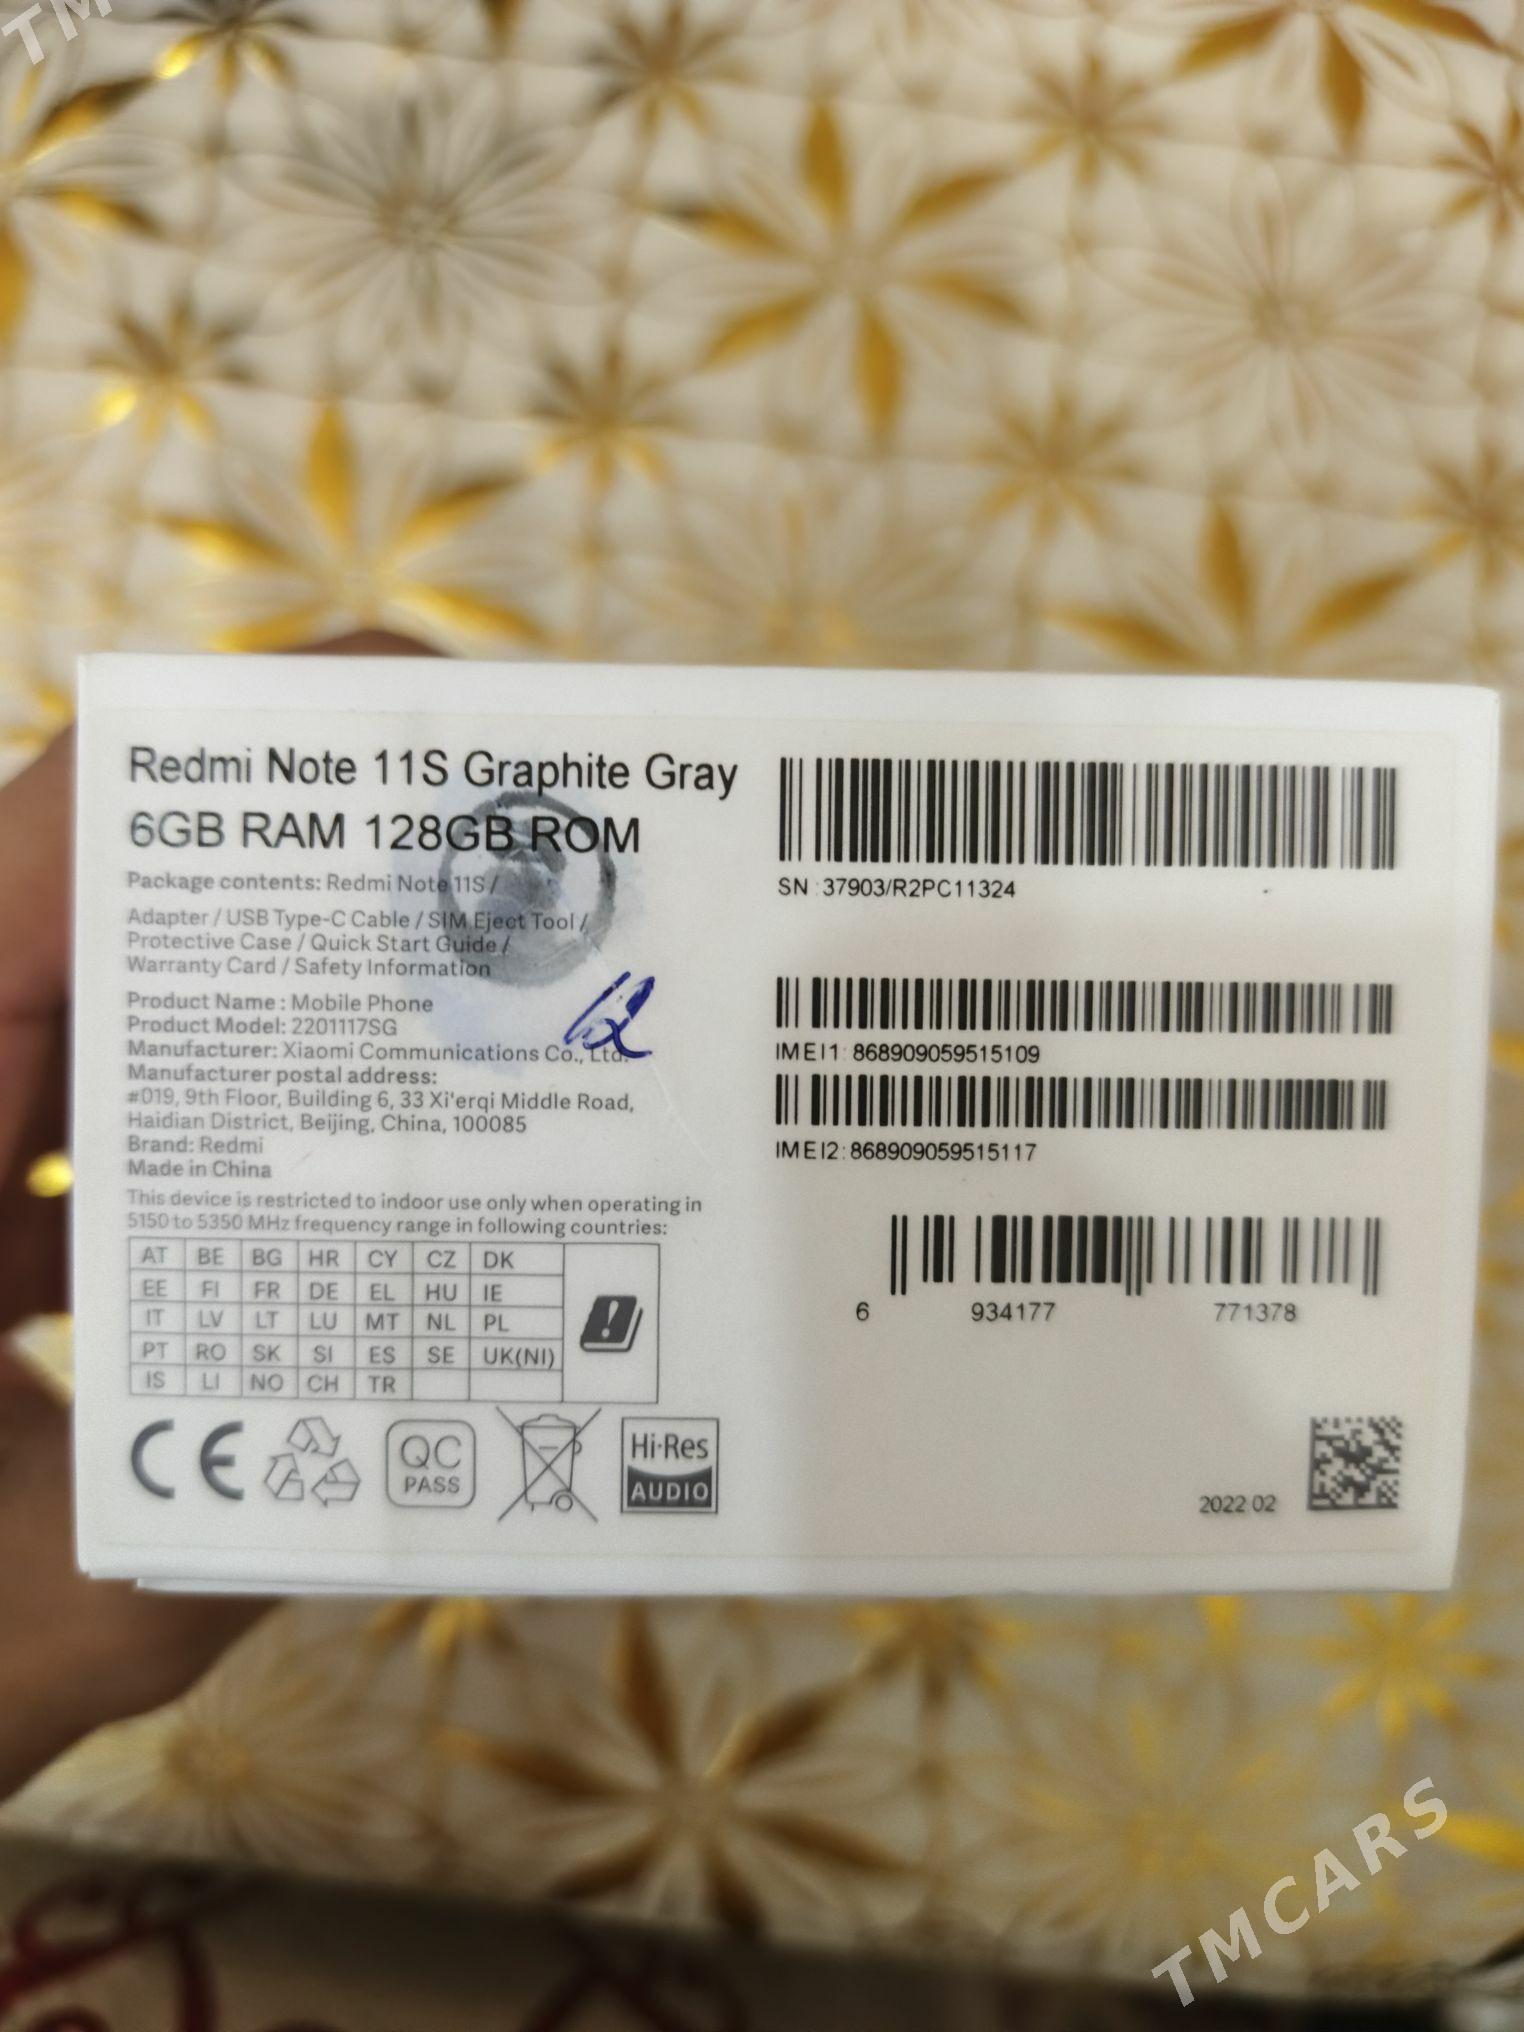 TM
Redmi Note 11S Graphite Gray
6GB RAM 128GB ROM
Package contents: Redmi Note 11S /
Adapter / USB Type-C Cable / SIM Eject Tool /
Protective Case / Quick Start Guide /
Warranty Card / Safety Information
Product Name : Mobile Phone
Product Model: 2201117SG
Manufacturer: Xiaomi Communications Co., Ltd.
Manufacturer postal address:
#019, 9th Floor, Building 6, 33 Xi'erqi Middle Road,
Haidian District, Beijing, China, 100085
Brand: Redmi
Made in China
This device is restricted to indoor use only when operating in
5150 to 5350 MHz frequency range in following countries:
AT BE BG HR CY CZ DK
EE FI FR DE EL HU IE
IT LV LT LU MT NL PL
PT RO SK SI ES SE UK(NI)
IS LI NO CH TR
CE
QC
PASS
Hi-Res
AUDIO
SN : 37903/R2PC11324
IMEI1: 868909059515109
IMEI2: 868909059515117
6 934177 771378
2022 02
TMCARS